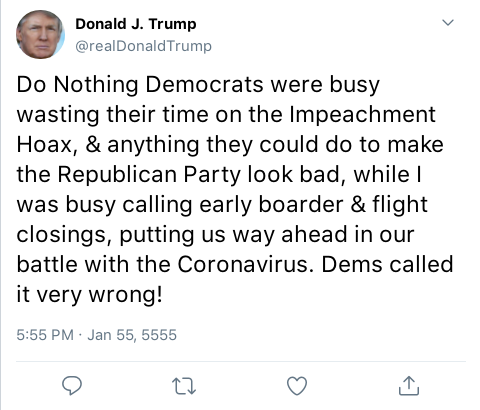 Donald J. Trump
@realDonaldTrump
Do Nothing Democrats were busy
wasting their time on the Impeachment
Hoax, & anything they could do to make
the Republican Party look bad, while I
was busy calling early boarder & flight
closings, putting us way ahead in our
battle with the Coronavirus. Dems called
it very wrong!
5:55 PM · Jan 55, 5555